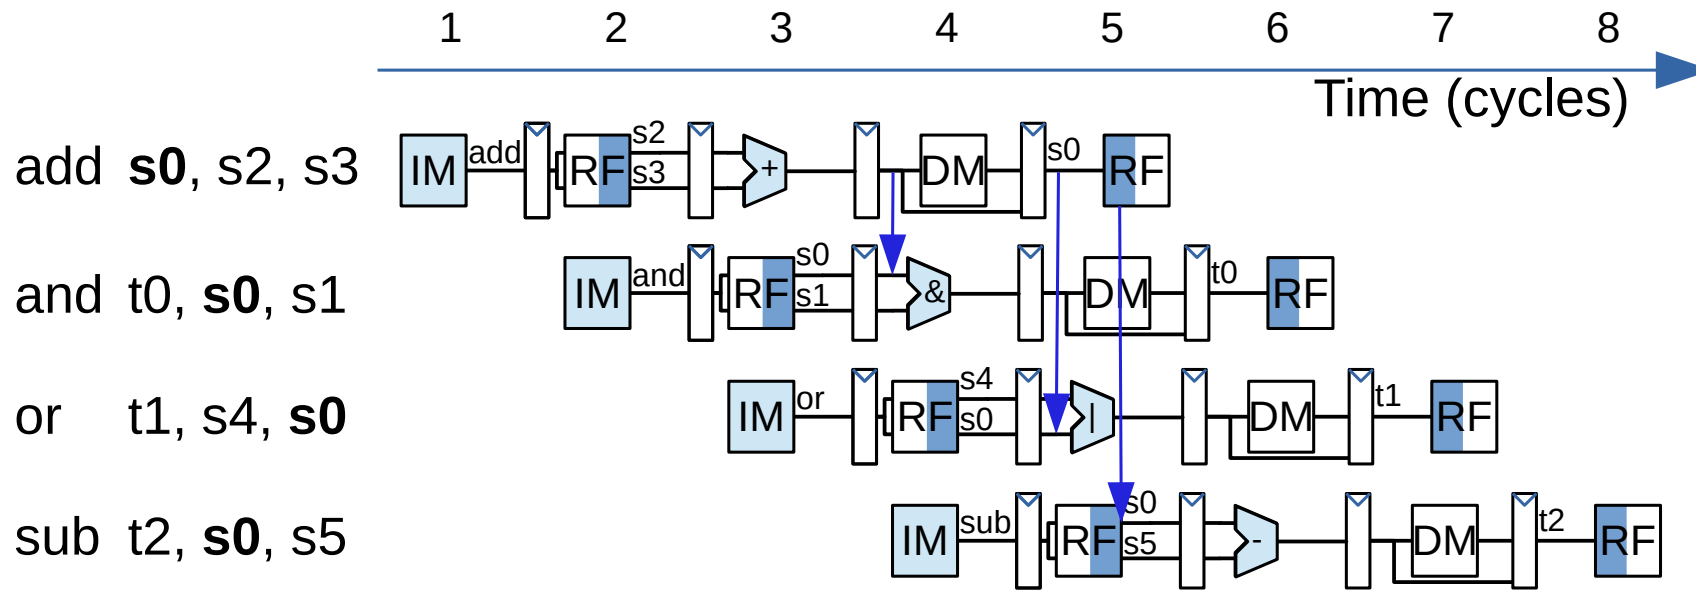 1 2 3 4 5 6 7 8
Time (cycles)
add s0, s2, s3 IM add RF s2 s3 + DM s0 RF
and t0, s0, s1 IM and RF s0 s1 & DM t0 RF
or t1, s4, s0 IM or RF s4 s0 | DM t1 RF
sub t2, s0, s5 IM sub RF s0 s5 - DM t2 RF